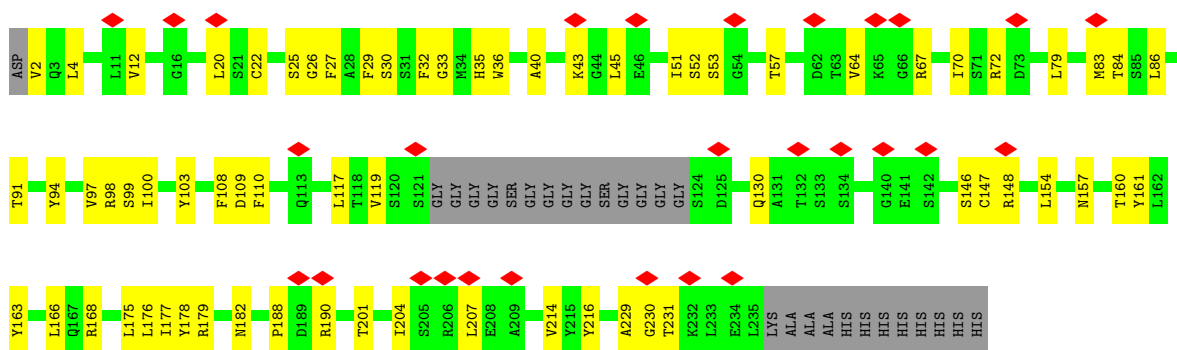 ASP V2 Q3 L4 L11 V12 G16 L20 S21 C22 S25 G26 F27 A28 F29 S30 S31 F32 G33 M34 H35 W36 A40 K43 G44 L45 E46 I51 S52 S53 G54 T57 D62 T63 V64 K65 G66 R67 I70 S71 R72 D73 L79 M83 T84 S85 L86
T91 Y94 V97 R98 S99 I100 Y103 F108 D109 F110 Q113 L117 T118 V119 S120 S121 GLY GLY GLY GLY SER GLY GLY GLY GLY SER GLY GLY GLY GLY S124 D125 Q130 A131 T132 S133 S134 G140 E141 S142 S146 C147 R148 L154 N157 T160 Y161 L162
Y163 L166 Q167 R168 L175 L176 I177 Y178 R179 N182 P188 D189 R190 T201 I204 S205 R206 L207 E208 A209 V214 Y215 Y216 A229 G230 T231 K232 L233 E234 L235 LYS ALA ALA ALA HIS HIS HIS HIS HIS HIS HIS HIS